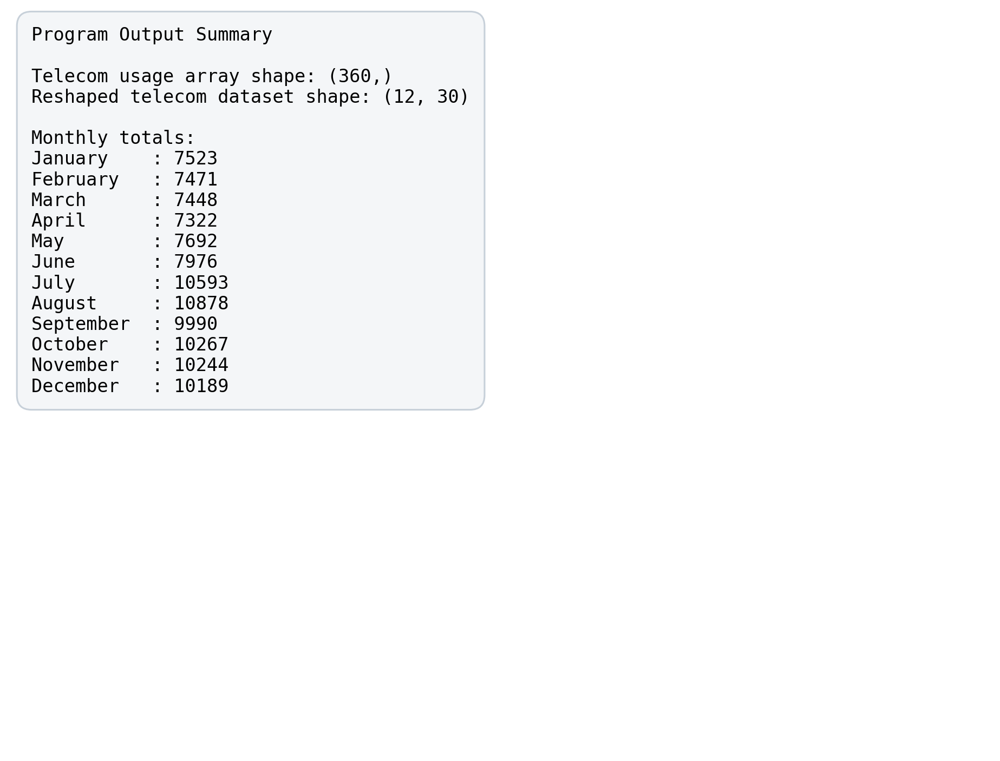 Program Output Summary

Telecom usage array shape: (360,)
Reshaped telecom dataset shape: (12, 30)

Monthly totals:
January    : 7523
February   : 7471
March      : 7448
April      : 7322
May        : 7692
June       : 7976
July       : 10593
August     : 10878
September  : 9990
October    : 10267
November   : 10244
December   : 10189